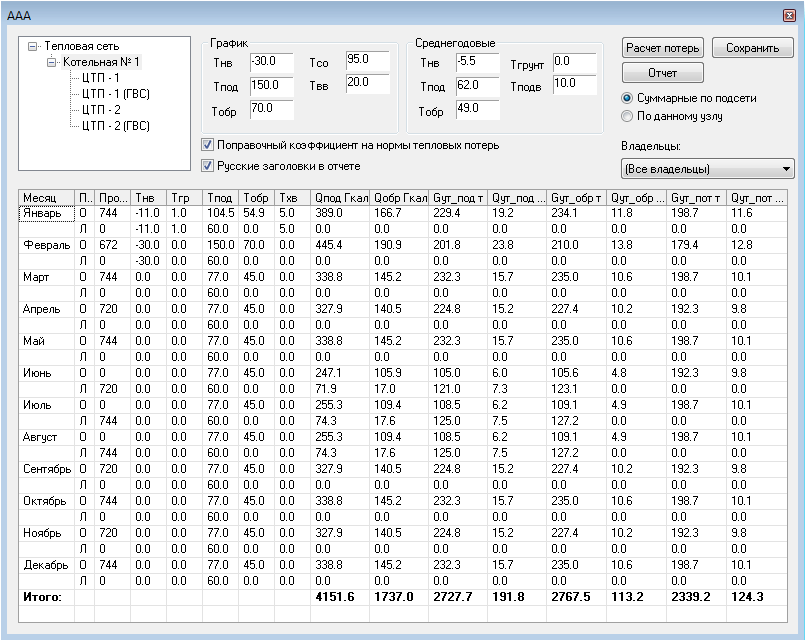 AAA
Тепловая сеть
Котельная № 1
ЦТП - 1
ЦТП - 1 (ГВС)
ЦТП - 2
ЦТП - 2 (ГВС)
График
Тнв -30.0 Тсо 95.0
Тпод 150.0 Твв 20.0
Тобр 70.0
Среднегодовые
Тнв -5.5 Тгрунт 0.0
Тпод 62.0 Тподв 10.0
Тобр 49.0
Поправочный коэффициент на нормы тепловых потерь
Русские заголовки в отчете
Расчет потерь Сохранить
Отчет
Суммарные по подсети
По данному узлу
Владельцы:
(Все владельцы)
Месяц П.. Про... Тнв Тгр Тпод Тобр Тхв Qпод Гкал Qобр Гкал Gут_под т Qут_под ... Gут_обр т Qут_обр ... Gут_пот т Qут_пот ...
Январь О 744 -11.0 1.0 104.5 54.9 5.0 389.0 166.7 229.4 19.2 234.1 11.8 198.7 11.6
Л 0 -11.0 1.0 60.0 0.0 5.0 0.0 0.0 0.0 0.0 0.0 0.0 0.0 0.0
Февраль О 672 -30.0 0.0 150.0 70.0 0.0 445.4 190.9 201.8 23.8 210.0 13.8 179.4 12.8
Л 0 -30.0 0.0 60.0 0.0 0.0 0.0 0.0 0.0 0.0 0.0 0.0 0.0 0.0
Март О 744 0.0 0.0 77.0 45.0 0.0 338.8 145.2 232.3 15.7 235.0 10.6 198.7 10.1
Л 0 0.0 0.0 60.0 0.0 0.0 0.0 0.0 0.0 0.0 0.0 0.0 0.0 0.0
Апрель О 720 0.0 0.0 77.0 45.0 0.0 327.9 140.5 224.8 15.2 227.4 10.2 192.3 9.8
Л 0 0.0 0.0 60.0 0.0 0.0 0.0 0.0 0.0 0.0 0.0 0.0 0.0 0.0
Май О 744 0.0 0.0 77.0 45.0 0.0 338.8 145.2 232.3 15.7 235.0 10.6 198.7 10.1
Л 0 0.0 0.0 60.0 0.0 0.0 0.0 0.0 0.0 0.0 0.0 0.0 0.0 0.0
Июнь О 0 0.0 0.0 77.0 45.0 0.0 247.1 105.9 105.0 6.0 105.6 4.8 192.3 9.8
Л 720 0.0 0.0 60.0 0.0 0.0 71.9 17.0 121.0 7.3 123.1 0.0 0.0 0.0
Июль О 0 0.0 0.0 77.0 45.0 0.0 255.3 109.4 108.5 6.2 109.1 4.9 198.7 10.1
Л 744 0.0 0.0 60.0 0.0 0.0 74.3 17.6 125.0 7.5 127.2 0.0 0.0 0.0
Август О 0 0.0 0.0 77.0 45.0 0.0 255.3 109.4 108.5 6.2 109.1 4.9 198.7 10.1
Л 744 0.0 0.0 60.0 0.0 0.0 74.3 17.6 125.0 7.5 127.2 0.0 0.0 0.0
Сентябрь О 720 0.0 0.0 77.0 45.0 0.0 327.9 140.5 224.8 15.2 227.4 10.2 192.3 9.8
Л 0 0.0 0.0 60.0 0.0 0.0 0.0 0.0 0.0 0.0 0.0 0.0 0.0 0.0
Октябрь О 744 0.0 0.0 77.0 45.0 0.0 338.8 145.2 232.3 15.7 235.0 10.6 198.7 10.1
Л 0 0.0 0.0 60.0 0.0 0.0 0.0 0.0 0.0 0.0 0.0 0.0 0.0 0.0
Ноябрь О 720 0.0 0.0 77.0 45.0 0.0 327.9 140.5 224.8 15.2 227.4 10.2 192.3 9.8
Л 0 0.0 0.0 60.0 0.0 0.0 0.0 0.0 0.0 0.0 0.0 0.0 0.0 0.0
Декабрь О 744 0.0 0.0 77.0 45.0 0.0 338.8 145.2 232.3 15.7 235.0 10.6 198.7 10.1
Л 0 0.0 0.0 60.0 0.0 0.0 0.0 0.0 0.0 0.0 0.0 0.0 0.0 0.0
Итого: 4151.6 1737.0 2727.7 191.8 2767.5 113.2 2339.2 124.3